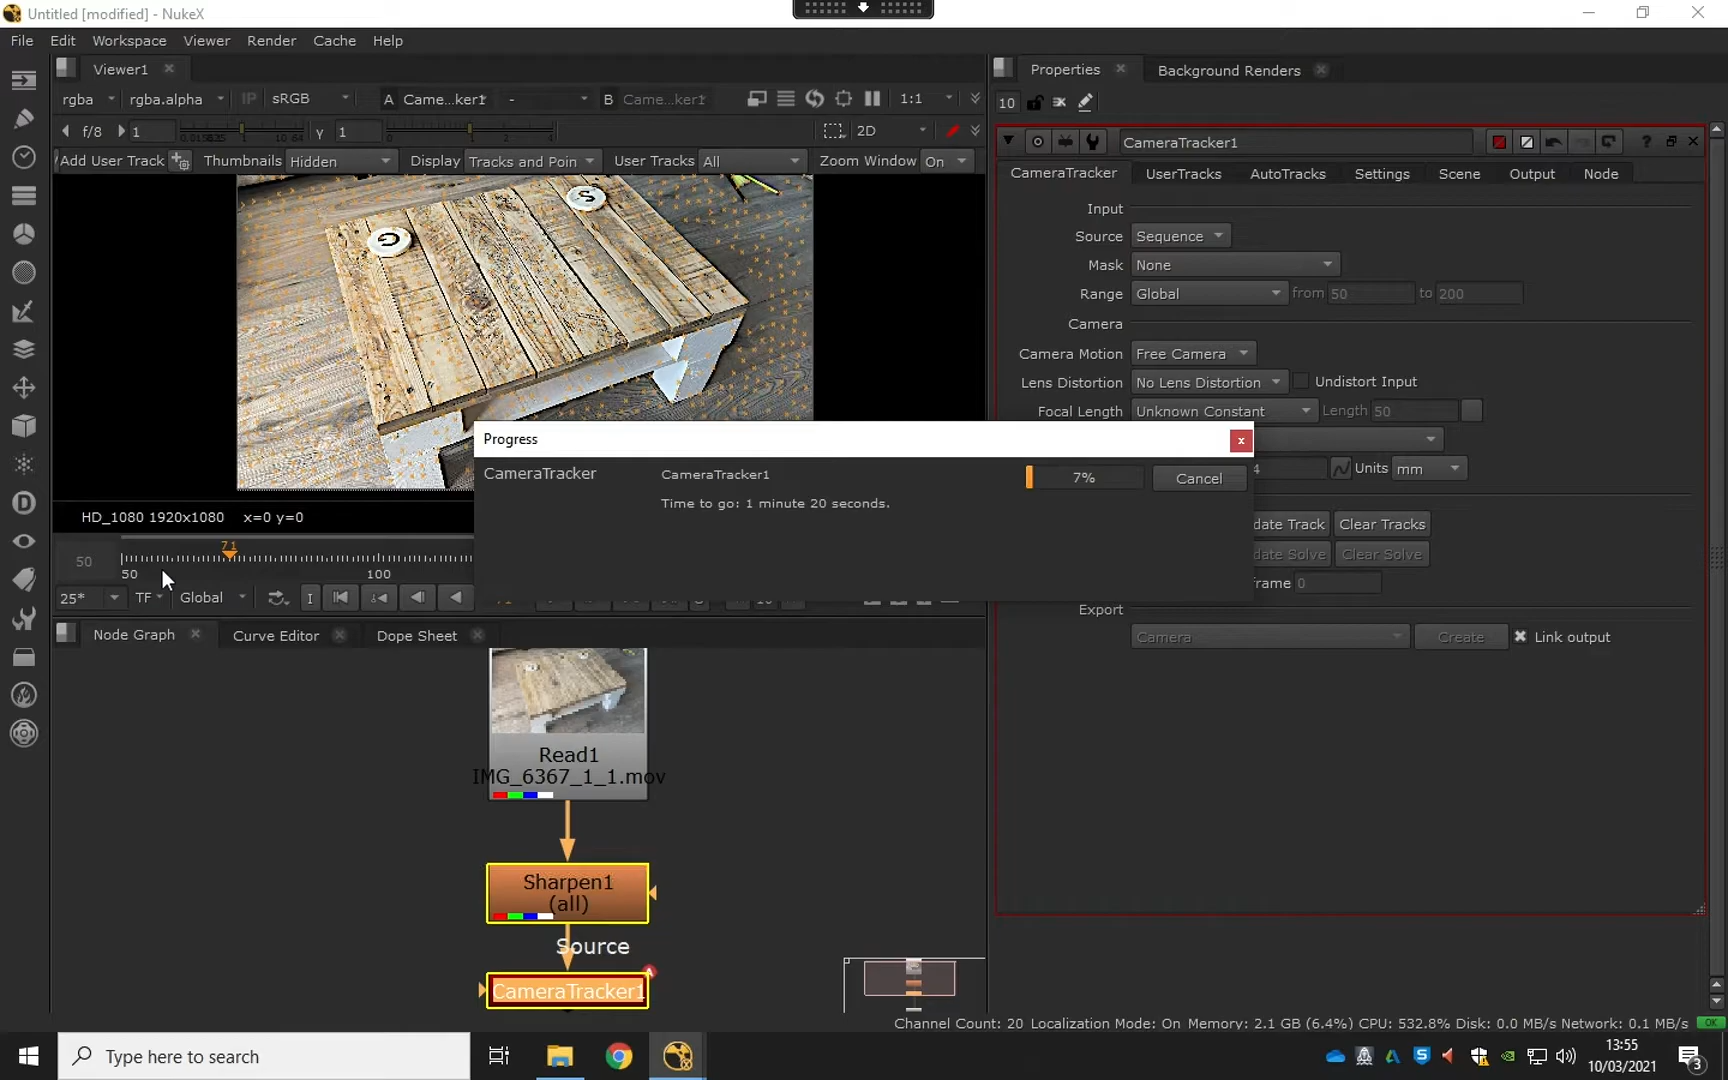 Untitled [modified] - NukeX
File Edit Workspace Viewer Render Cache Help
Viewer1
Properties
Background Renders
rgba rgba.alpha IP sRGB A Came...ker1 - B Came...ker1 1:1
10
f/8 1 γ 1 2D
CameraTracker1
Add User Track Thumbnails Hidden Display Tracks and Poin User Tracks All Zoom Window On
CameraTracker UserTracks AutoTracks Settings Scene Output Node
Input
Source Sequence
Mask None
Range Global from 50 to 200
Camera
Camera Motion Free Camera
Lens Distortion No Lens Distortion Undistort Input
Focal Length Unknown Constant Length 50
Progress
CameraTracker CameraTracker1 7% Cancel
Time to go: 1 minute 20 seconds.
4 Units mm
HD_1080 1920x1080 x=0 y=0
date Track Clear Tracks
date Solve Clear Solve
rame 0
50 71
50 100
25* TF Global I
Export
Camera Create Link output
Node Graph Curve Editor Dope Sheet
Read1
IMG_6367_1_1.mov
Sharpen1
(all)
Source
A
CameraTracker1
Channel Count: 20 Localization Mode: On Memory: 2.1 GB (6.4%) CPU: 532.8% Disk: 0.0 MB/s Network: 0.1 MB/s OK
Type here to search
13:55
10/03/2021
3